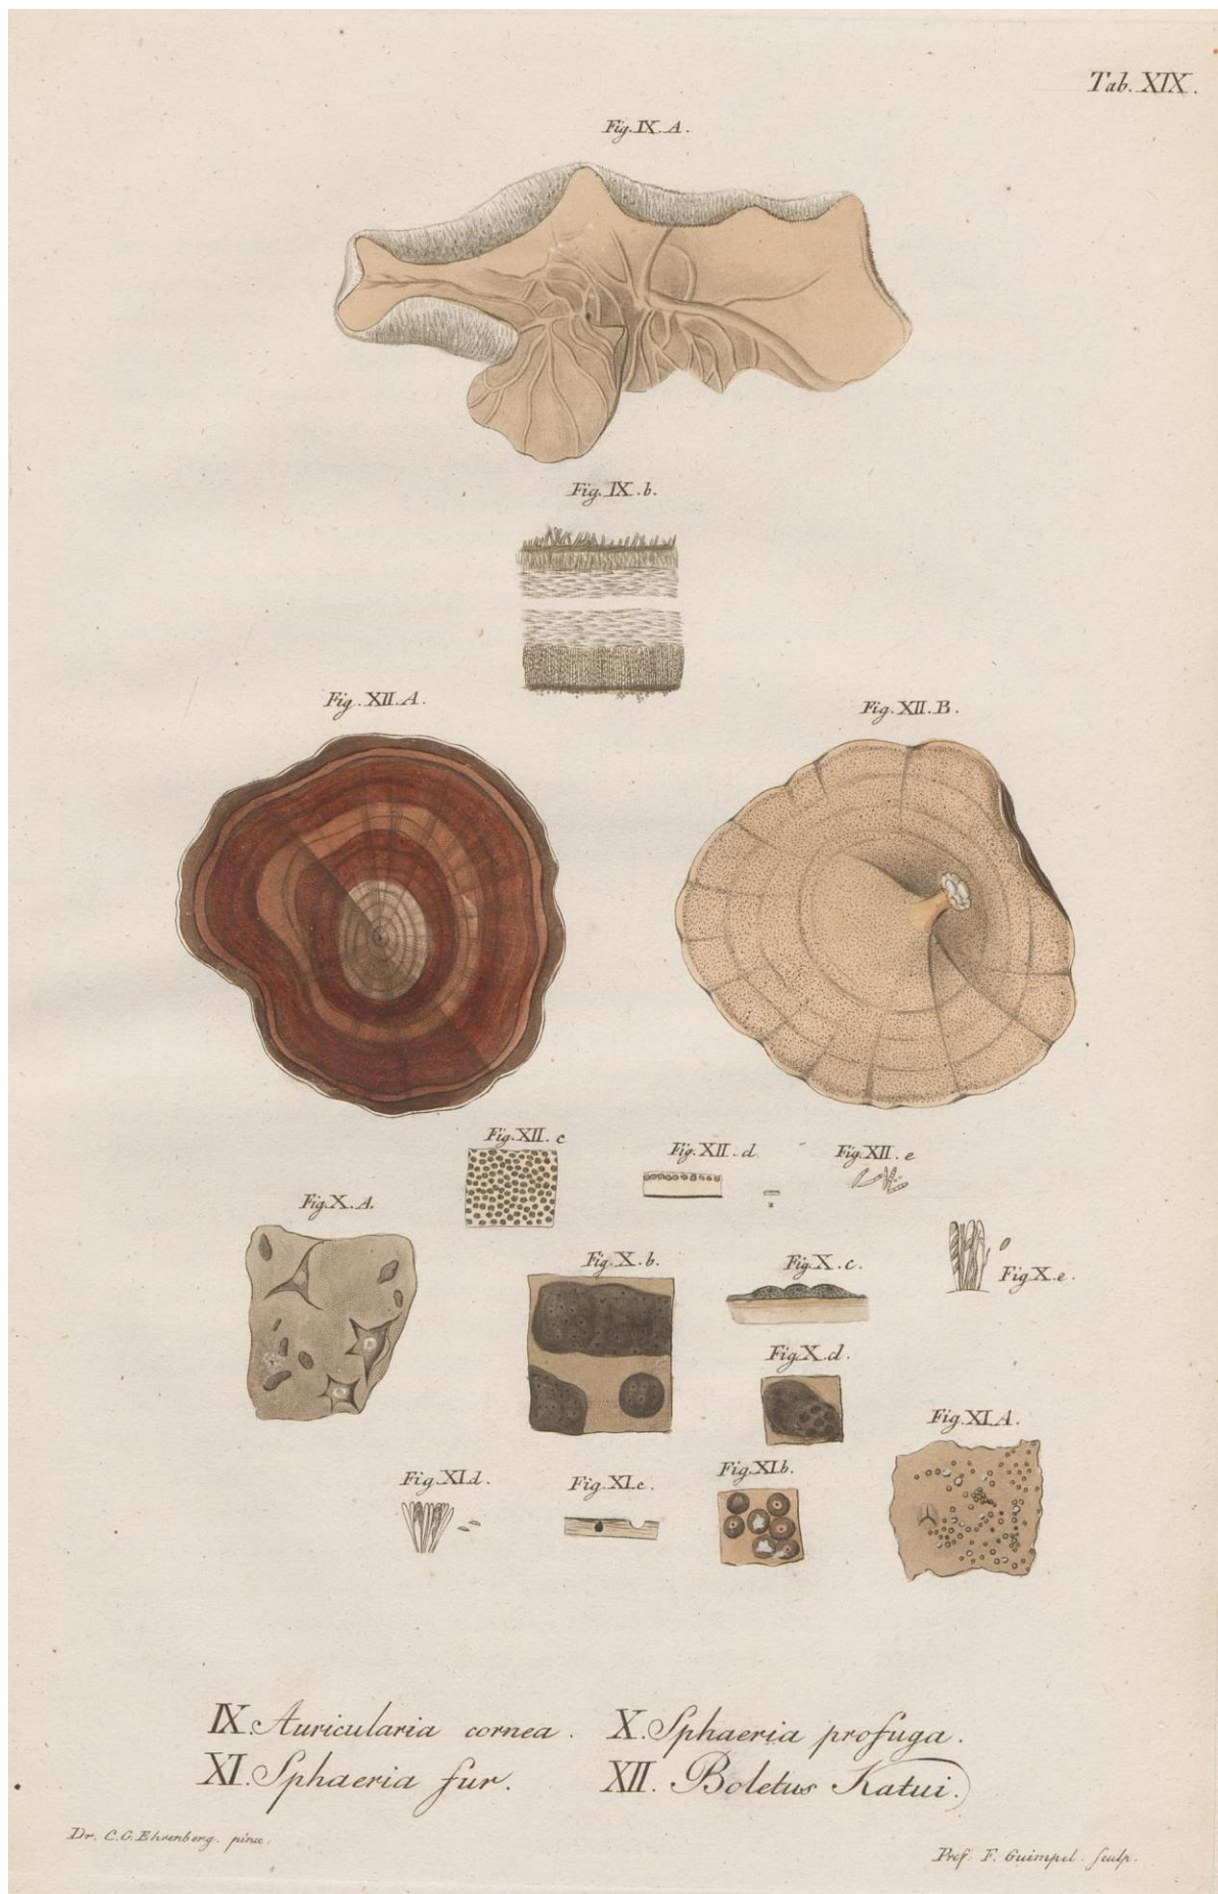 Tab. XIX.
Fig. IX. A.
Fig. IX. b.
Fig. XII. A.
Fig. XII. B.
Fig. XII. c
Fig. XII. d
Fig. XII. e
Fig. X. A.
Fig. X. b.
Fig. X. c.
Fig. X. e.
Fig. X. d.
Fig. XI. A.
Fig. XI. d.
Fig. XI. c.
Fig. XI. b.
IX. Auricularia cornea. X. Sphaeria profuga.
XI. Sphaeria fur. XII. Boletus Katui.
Dr. C. G. Ehrenberg. pinx.
Prof. F. Guimpel. sculp.